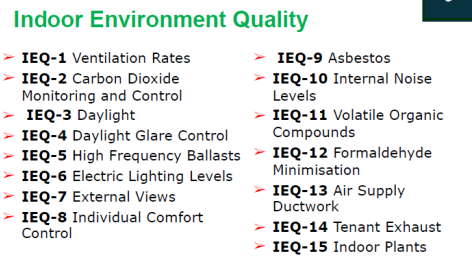 Indoor Environment Quality
IEQ-1 Ventilation Rates
IEQ-2 Carbon Dioxide
Monitoring and Control
IEQ-3 Daylight
IEQ-4 Daylight Glare Control
IEQ-5 High Frequency Ballasts
IEQ-6 Electric Lighting Levels
IEQ-7 External Views
IEQ-8 Individual Comfort
Control
IEQ-9 Asbestos
IEQ-10 Internal Noise
Levels
IEQ-11 Volatile Organic
Compounds
IEQ-12 Formaldehyde
Minimisation
IEQ-13 Air Supply
Ductwork
IEQ-14 Tenant Exhaust
IEQ-15 Indoor Plants